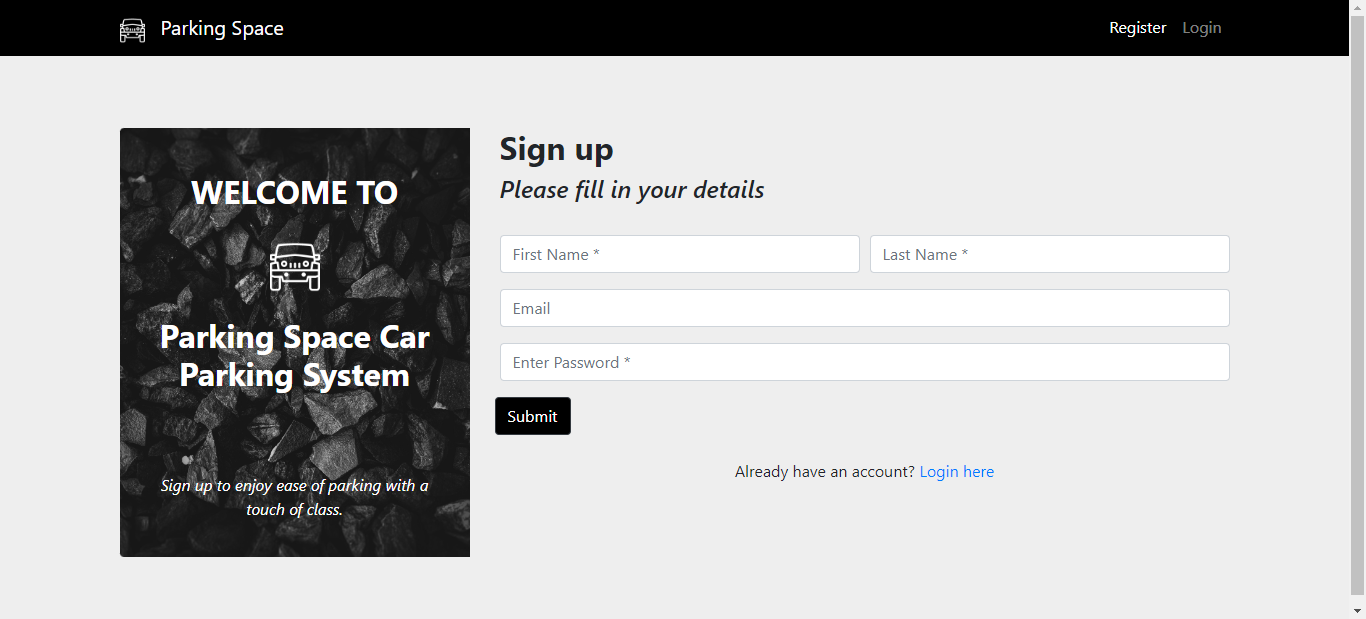 Parking Space
Register Login
WELCOME TO
Parking Space Car
Parking System
Sign up to enjoy ease of parking with a
touch of class.
Sign up
Please fill in your details
First Name * Last Name *
Email
Enter Password *
Submit
Already have an account? Login here